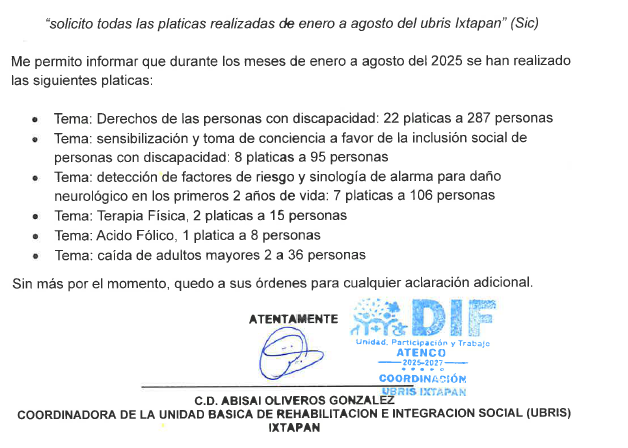 “solicito todas las platicas realizadas de enero a agosto del ubris Ixtapan” (Sic)
Me permito informar que durante los meses de enero a agosto del 2025 se han realizado
las siguientes platicas:
• Tema: Derechos de las personas con discapacidad: 22 platicas a 287 personas
• Tema: sensibilización y toma de conciencia a favor de la inclusión social de
personas con discapacidad: 8 platicas a 95 personas
• Tema: detección de factores de riesgo y sinología de alarma para daño
neurológico en los primeros 2 años de vida: 7 platicas a 106 personas
• Tema: Terapia Física, 2 platicas a 15 personas
• Tema: Acido Fólico, 1 platica a 8 personas
• Tema: caída de adultos mayores 2 a 36 personas
Sin más por el momento, quedo a sus órdenes para cualquier aclaración adicional.
ATENTAMENTE
DIF
Unidad, Participación y Trabajo
ATENCO
2025-2027
COORDINACIÓN
UBRIS IXTAPAN
C.D. ABISAI OLIVEROS GONZALEZ
COORDINADORA DE LA UNIDAD BASICA DE REHABILITACION E INTEGRACION SOCIAL (UBRIS)
IXTAPAN